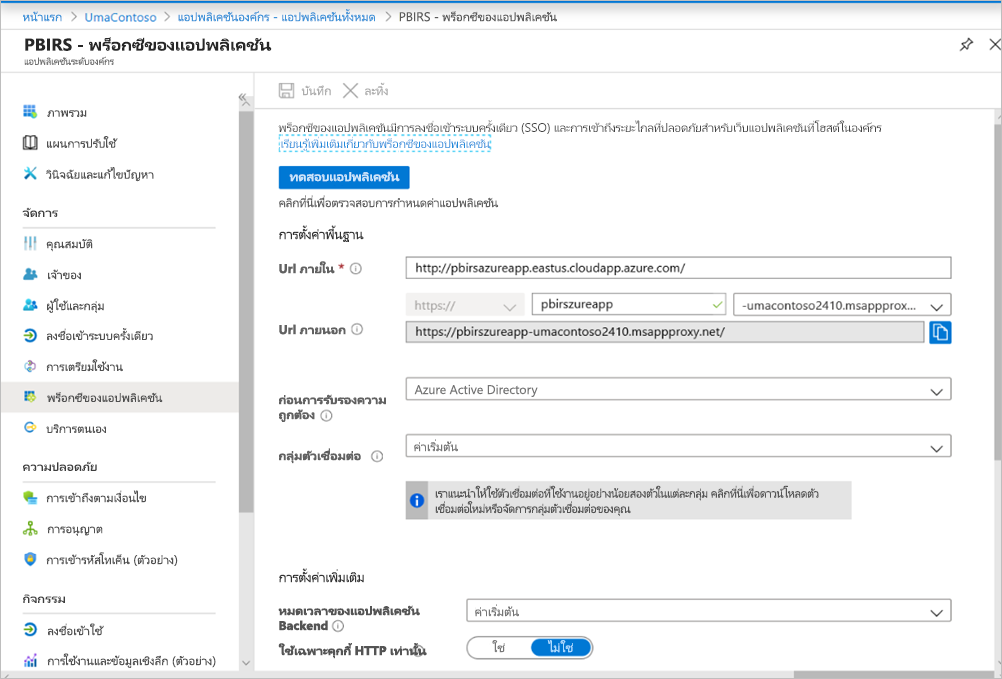 หน้าแรก > UmaContoso > แอปพลิเคชันองค์กร - แอปพลิเคชันทั้งหมด > PBIRS - พร็อกซีของแอปพลิเคชัน
PBIRS - พร็อกซีของแอปพลิเคชัน
แอปพลิเคชันระดับองค์กร
บันทึก ละทิ้ง
ภาพรวม
แผนการปรับใช้
วินิจฉัยและแก้ไขปัญหา
จัดการ
คุณสมบัติ
เจ้าของ
ผู้ใช้และกลุ่ม
ลงชื่อเข้าระบบครั้งเดียว
การเตรียมใช้งาน
พร็อกซีของแอปพลิเคชัน
บริการตนเอง
ความปลอดภัย
การเข้าถึงตามเงื่อนไข
การอนุญาต
การเข้ารหัสโทเค็น (ตัวอย่าง)
กิจกรรม
ลงชื่อเข้าใช้
การใช้งานและข้อมูลเชิงลึก (ตัวอย่าง)
พร็อกซีของแอปพลิเคชันมีการลงชื่อเข้าระบบครั้งเดียว (SSO) และการเข้าถึงระยะไกลที่ปลอดภัยสำหรับเว็บแอปพลิเคชันที่โฮสต์ในองค์กร
เรียนรู้เพิ่มเติมเกี่ยวกับพร็อกซีของแอปพลิเคชัน
ทดสอบแอปพลิเคชัน
คลิกที่นี่เพื่อตรวจสอบการกำหนดค่าแอปพลิเคชัน
การตั้งค่าพื้นฐาน
Url ภายใน * http://pbirsazureapp.eastus.cloudapp.azure.com/
https:// pbirszureapp -umacontoso2410.msapprox...
Url ภายนอก https://pbirszureapp-umacontoso2410.msappproxy.net/
ก่อนการรับรองความ
ถูกต้อง
Azure Active Directory
กลุ่มตัวเชื่อมต่อ ค่าเริ่มต้น
เราแนะนำให้ใช้ตัวเชื่อมต่อที่ใช้งานอยู่อย่างน้อยสองตัวในแต่ละกลุ่ม คลิกที่นี่เพื่อดาวน์โหลดตัว
เชื่อมต่อใหม่หรือจัดการกลุ่มตัวเชื่อมต่อของคุณ
การตั้งค่าเพิ่มเติม
หมดเวลาของแอปพลิเคชัน
Backend
ค่าเริ่มต้น
ใช้เฉพาะคุกกี้ HTTP เท่านั้น ใช่ ไม่ใช่